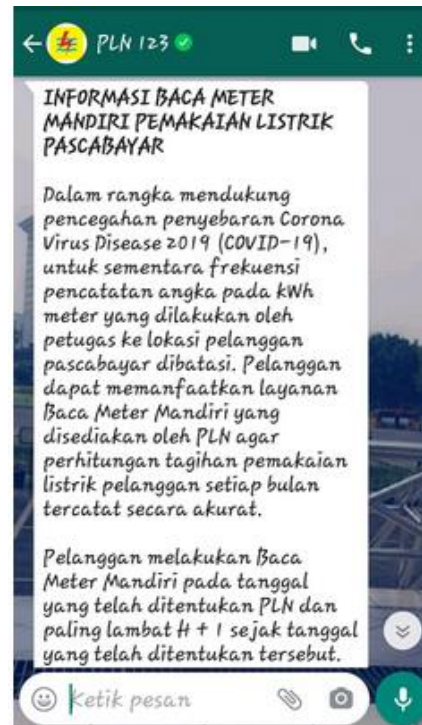 PLN 123
INFORMASI BACA METER
MANDIRI PEMAKAIAN LISTRIK
PASCABAYAR
Dalam rangka mendukung
pencegahan penyebaran Corona
Virus Disease 2019 (COVID-19),
untuk sementara frekuensi
pencatatan angka pada kWh
meter yang dilakukan oleh
petugas ke lokasi pelanggan
pascabayar dibatasi. Pelanggan
dapat memanfaatkan layanan
Baca Meter Mandiri yang
disediakan oleh PLN agar
perhitungan tagihan pemakaian
listrik pelanggan setiap bulan
tercatat secara akurat.
Pelanggan melakukan Baca
Meter Mandiri pada tanggal
yang telah ditentukan PLN dan
paling lambat H + 1 sejak tanggal
yang telah ditentukan tersebut.
Ketik pesan